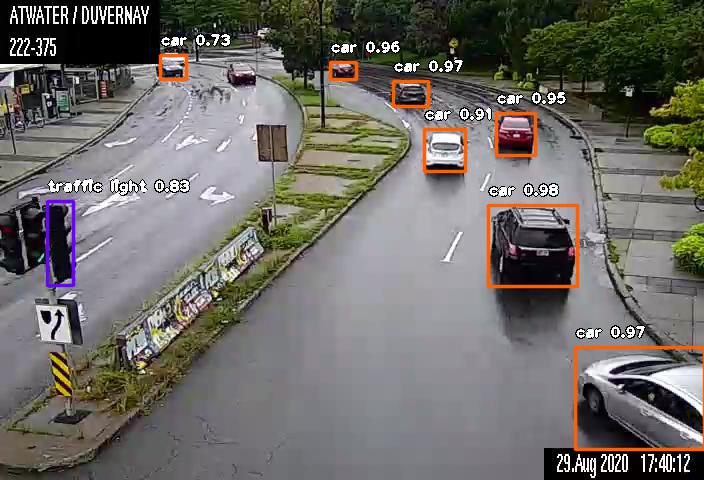 ATWATER / DUVERNAY
222-375
car 0.73
car 0.96
car 0.97
car 0.95
car 0.91
traffic light 0.83
car 0.98
car 0.97
29.Aug 2020 17:40:12